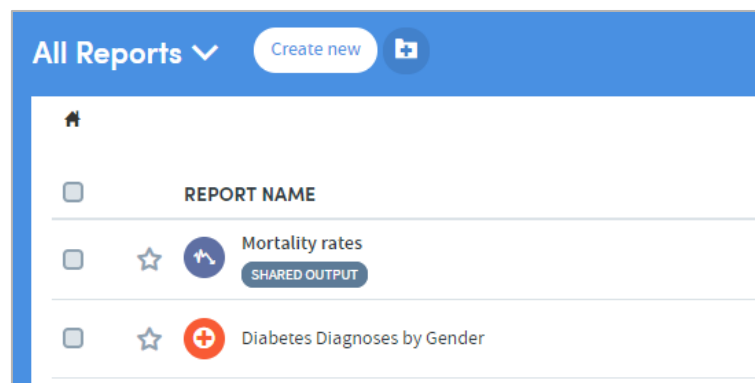 All Reports
Create new
REPORT NAME
Mortality rates
SHARED OUTPUT
Diabetes Diagnoses by Gender